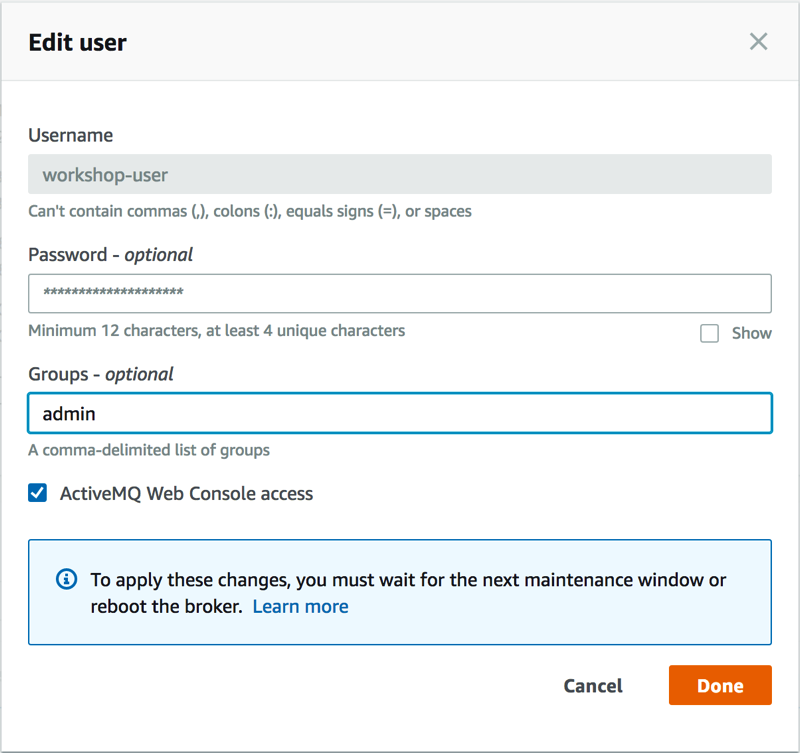 Edit user
Username
workshop-user
Can't contain commas (,), colons (:), equals signs (=), or spaces
Password - optional
********************
Minimum 12 characters, at least 4 unique characters
Show
Groups - optional
admin
A comma-delimited list of groups
ActiveMQ Web Console access
To apply these changes, you must wait for the next maintenance window or
reboot the broker. Learn more
Cancel
Done